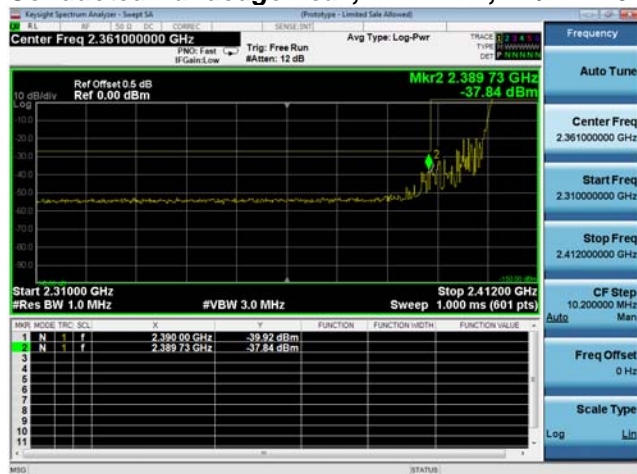 Keysight Spectrum Analyzer - Swept SA
(Prototype - Limited Sale Allowed)
RL RF 50 Ω DC CORREC SENSE:INT
Center Freq 2.361000000 GHz
PNO: Fast
IFGain:Low
Trig: Free Run
#Atten: 12 dB
Avg Type: Log-Pwr
TRACE 1 2 3 4 5 6
TYPE
DET P N N N N N
Ref Offset 0.5 dB
10 dB/div Ref 0.00 dBm
Log
Mkr2 2.389 73 GHz
-37.84 dBm
-10.0
-20.0
-30.0
-40.0
-50.0
-60.0
-70.0
-80.0
2
Start 2.31000 GHz
Stop 2.41200 GHz
#Res BW 1.0 MHz
#VBW 3.0 MHz
Sweep 1.000 ms (601 pts)
MKR MODE TRC SCL X Y FUNCTION FUNCTION WIDTH FUNCTION VALUE
1 N 1 f 2.390 00 GHz -39.92 dBm
2 N 1 f 2.389 73 GHz -37.84 dBm
3
4
5
6
7
8
9
10
11
MSG
STATUS
Frequency
Auto Tune
Center Freq
2.361000000 GHz
Start Freq
2.310000000 GHz
Stop Freq
2.412000000 GHz
CF Step
10.200000 MHz
Auto Man
Freq Offset
0 Hz
Scale Type
Log Lin